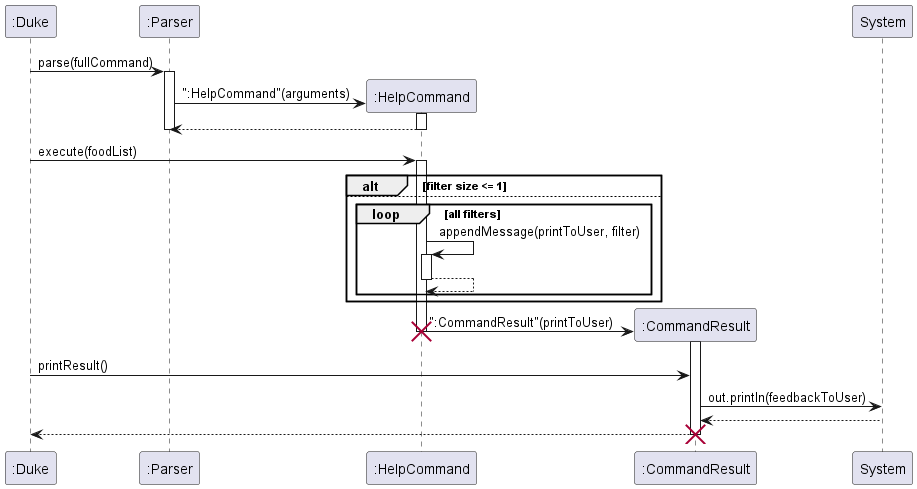 :Duke
:Parser
System
parse(fullCommand)
":HelpCommand"(arguments)
:HelpCommand
execute(foodList)
alt
[filter size <= 1]
loop
[all filters]
appendMessage(printToUser, filter)
":CommandResult"(printToUser)
:CommandResult
printResult()
out.println(feedbackToUser)
:Duke
:Parser
:HelpCommand
:CommandResult
System